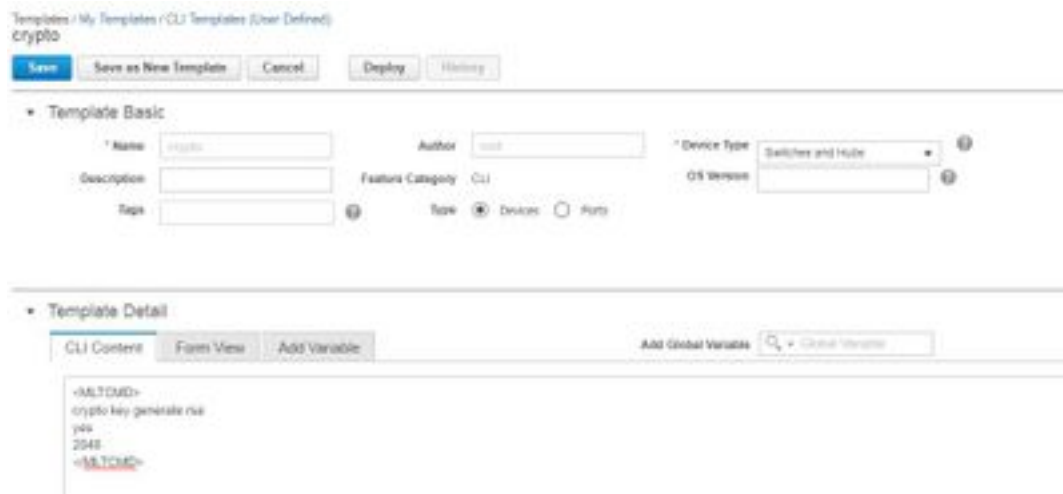 Templates / My Templates / CLI Templates (User Defined)
crypto
Save Save as New Template Cancel Deploy History
Template Basic
* Name crypto Author root * Device Type Switches and Hubs
Description Feature Category CLI OS Version
Tags Type Devices Ports
Template Detail
CLI Content Form View Add Variable Add Global Variable Global Variable
<MLTCMD>
crypto key generate rsa
yes
2048
</MLTCMD>